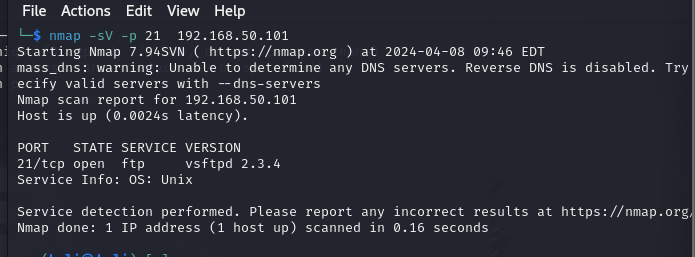 File Actions Edit View Help
└─$ nmap -sV -p 21 192.168.50.101
Starting Nmap 7.94SVN ( https://nmap.org ) at 2024-04-08 09:46 EDT
mass_dns: warning: Unable to determine any DNS servers. Reverse DNS is disabled. Try
ecify valid servers with --dns-servers
Nmap scan report for 192.168.50.101
Host is up (0.0024s latency).
PORT STATE SERVICE VERSION
21/tcp open ftp vsftpd 2.3.4
Service Info: OS: Unix
Service detection performed. Please report any incorrect results at https://nmap.org/
Nmap done: 1 IP address (1 host up) scanned in 0.16 seconds